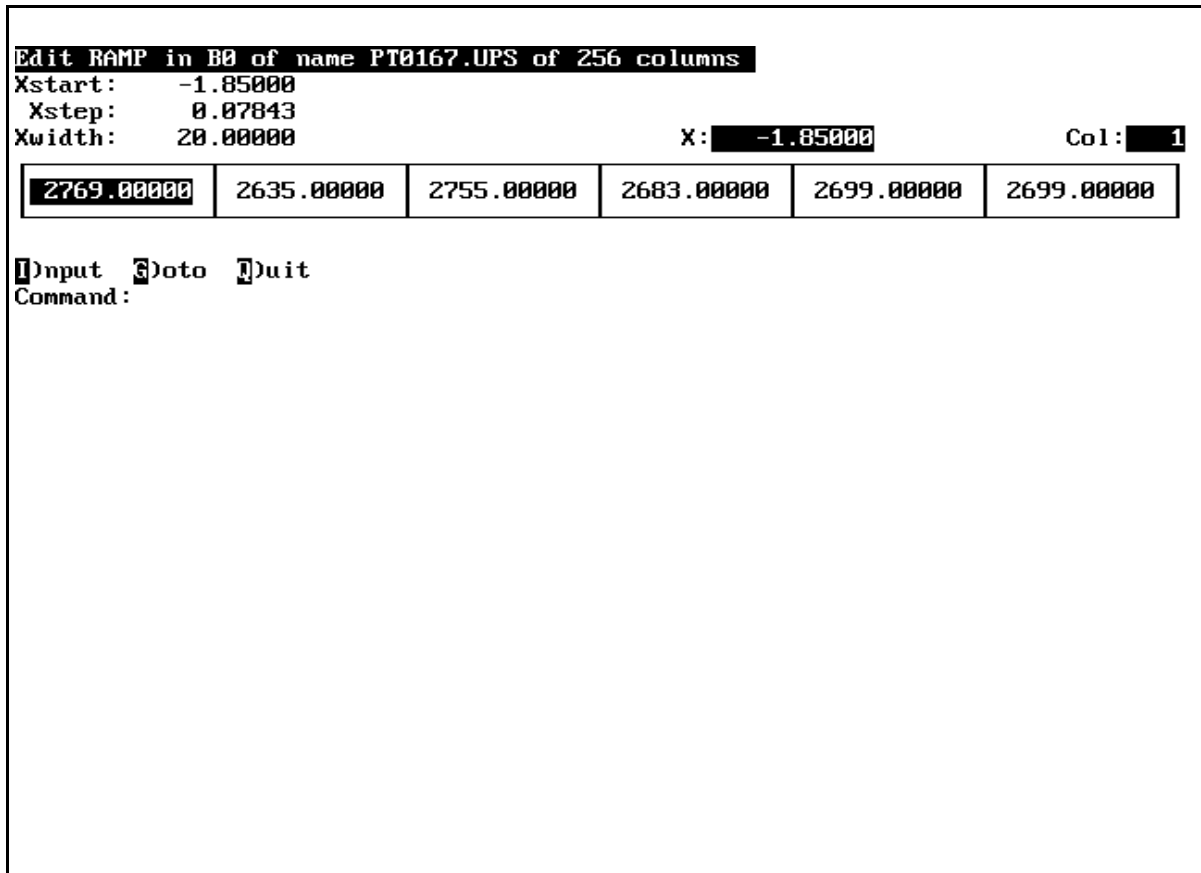 Edit RAMP in B0 of name PT0167.UPS of 256 columns
Xstart: -1.85000
Xstep: 0.07843
Xwidth: 20.00000 X: -1.85000 Col: 1
2769.00000 2635.00000 2755.00000 2683.00000 2699.00000 2699.00000
I)nput G)oto Q)uit
Command: